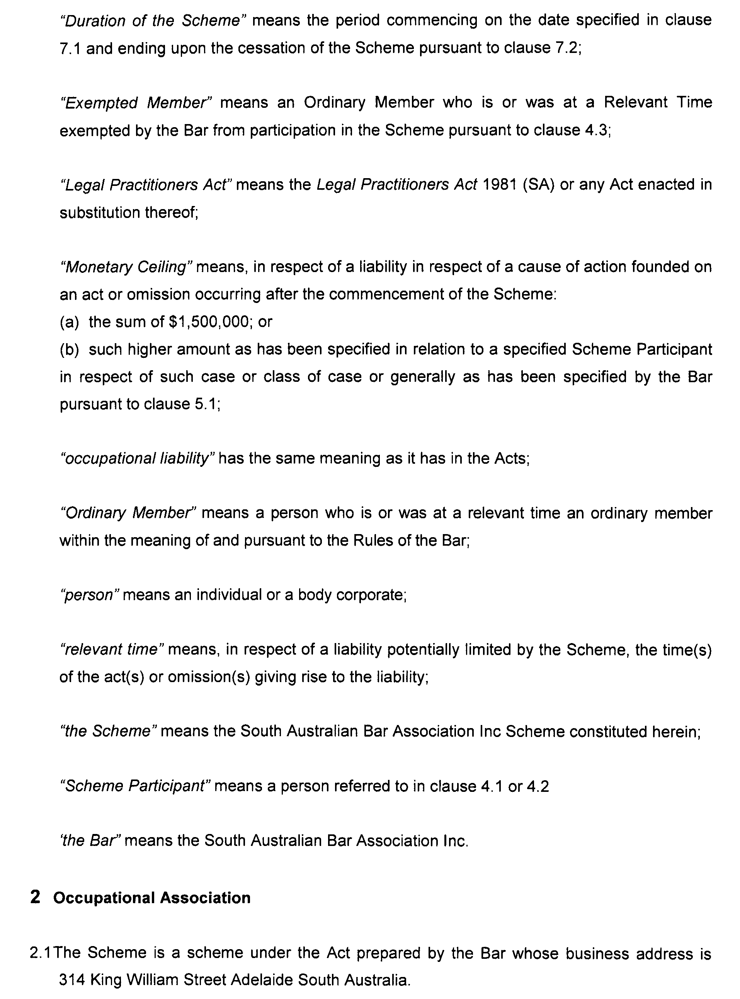 “Duration of the Scheme” means the period commencing on the date specified in clause
7.1 and ending upon the cessation of the Scheme pursuant to clause 7.2;
“Exempted Member” means an Ordinary Member who is or was at a Relevant Time
exempted by the Bar from participation in the Scheme pursuant to clause 4.3;
“Legal Practitioners Act” means the Legal Practitioners Act 1981 (SA) or any Act enacted in
substitution thereof;
“Monetary Ceiling” means, in respect of a liability in respect of a cause of action founded on
an act or omission occurring after the commencement of the Scheme:
(a) the sum of $1,500,000; or
(b) such higher amount as has been specified in relation to a specified Scheme Participant
in respect of such case or class of case or generally as has been specified by the Bar
pursuant to clause 5.1;
“occupational liability” has the same meaning as it has in the Acts;
“Ordinary Member” means a person who is or was at a relevant time an ordinary member
within the meaning of and pursuant to the Rules of the Bar;
“person” means an individual or a body corporate;
“relevant time” means, in respect of a liability potentially limited by the Scheme, the time(s)
of the act(s) or omission(s) giving rise to the liability;
“the Scheme” means the South Australian Bar Association Inc Scheme constituted herein;
“Scheme Participant” means a person referred to in clause 4.1 or 4.2
‘the Bar” means the South Australian Bar Association Inc.
2 Occupational Association
2.1The Scheme is a scheme under the Act prepared by the Bar whose business address is
314 King William Street Adelaide South Australia.